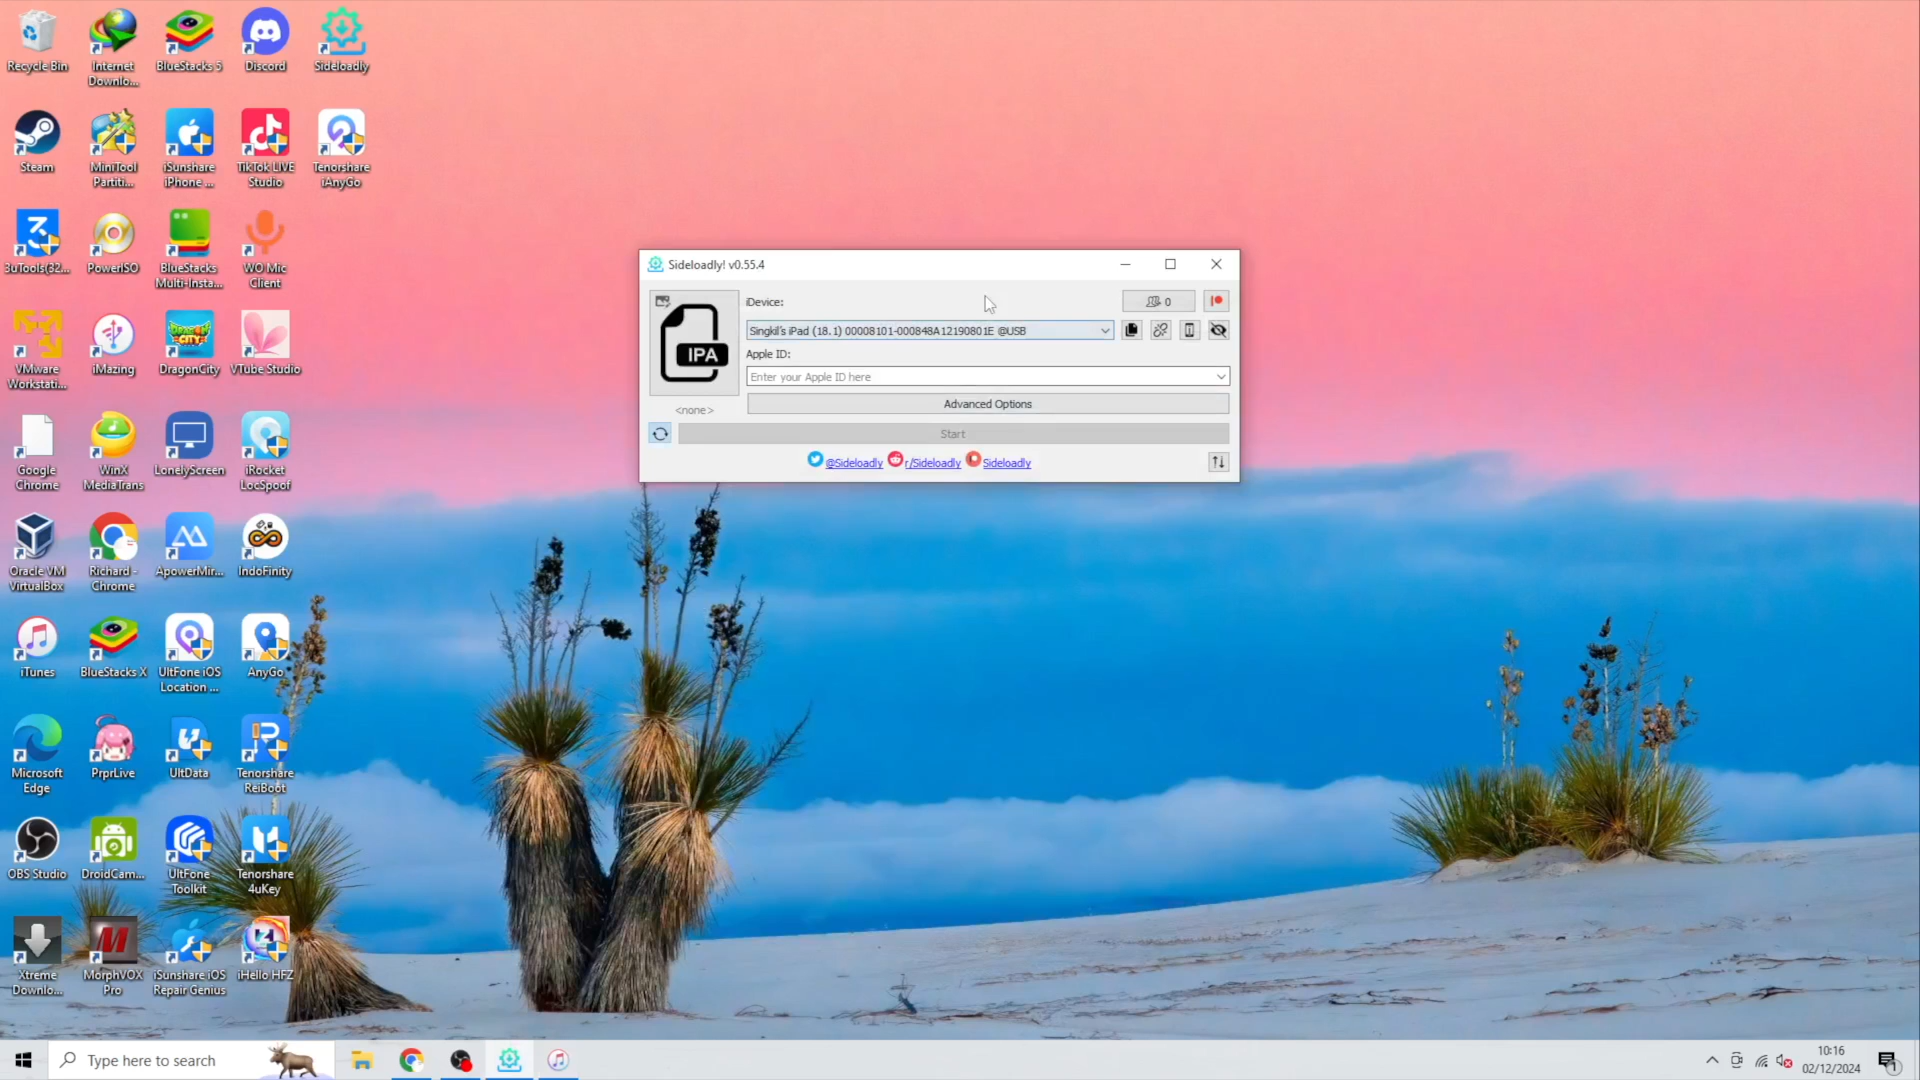 Recycle Bin
Internet
Downlo...
BlueStacks 5
Discord
Sideloadly
Steam
MiniTool
Partiti...
iSunshare
iPhone ...
TikTok LIVE
Studio
Tenorshare
iAnyGo
3uTools(32...
PowerISO
BlueStacks
Multi-Insta...
WO Mic
Client
VMware
Workstati...
iMazing
DragonCity
VTube Studio
Google
Chrome
WinX
MediaTrans
LonelyScreen
iRocket
LocSpoof
Oracle VM
VirtualBox
Richard -
Chrome
ApowerMir...
IndoFinity
iTunes
BlueStacks X
UltFone iOS
Location ...
AnyGo
Microsoft
Edge
PrprLive
UltData
Tenorshare
ReiBoot
OBS Studio
DroidCam...
UltFone
Toolkit
Tenorshare
4uKey
Xtreme
Downlo...
MorphVOX
Pro
iSunshare iOS
Repair Genius
iHello HFZ
Sideloadly! v0.55.4
iDevice:
0
Singkil's iPad (18.1) 00008101-000848A12190801E @USB
IPA
Apple ID:
Enter your Apple ID here
<none>
Advanced Options
Start
@Sideloadly r/Sideloadly Sideloadly
Type here to search
10:16
02/12/2024
1